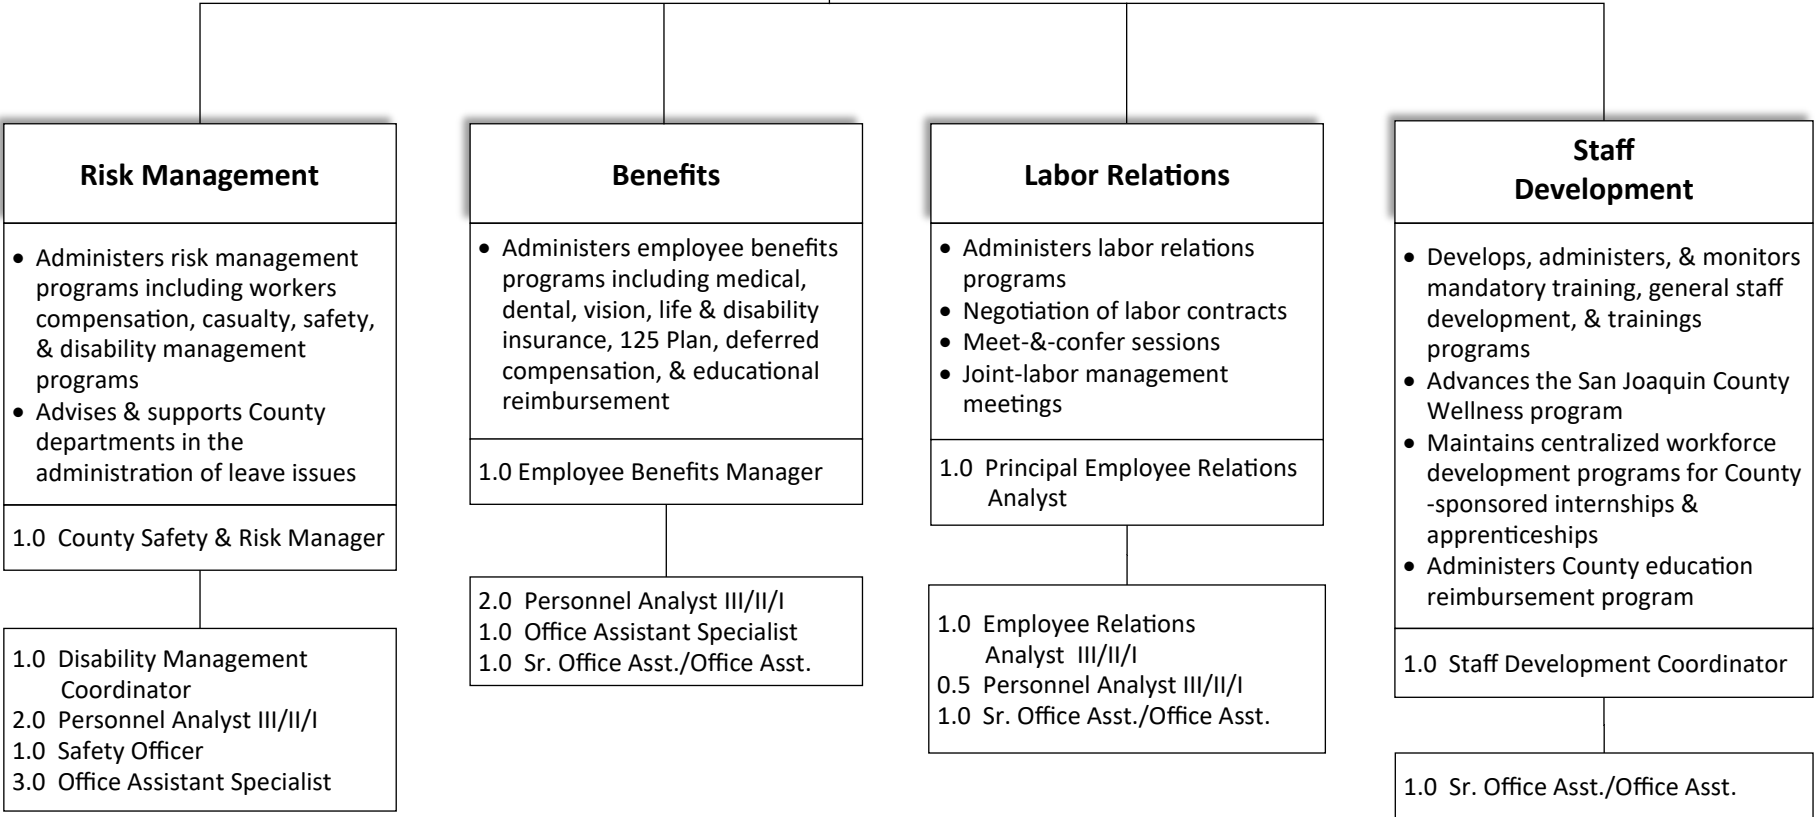 Risk Management
• Administers risk management
programs including workers
compensation, casualty, safety,
& disability management
programs
• Advises & supports County
departments in the
administration of leave issues
1.0 County Safety & Risk Manager
1.0 Disability Management
Coordinator
2.0 Personnel Analyst III/II/I
1.0 Safety Officer
3.0 Office Assistant Specialist
Benefits
• Administers employee benefits
programs including medical,
dental, vision, life & disability
insurance, 125 Plan, deferred
compensation, & educational
reimbursement
1.0 Employee Benefits Manager
2.0 Personnel Analyst III/II/I
1.0 Office Assistant Specialist
1.0 Sr. Office Asst./Office Asst.
Labor Relations
• Administers labor relations
programs
• Negotiation of labor contracts
• Meet-&-confer sessions
• Joint-labor management
meetings
1.0 Principal Employee Relations
Analyst
1.0 Employee Relations
Analyst III/II/I
0.5 Personnel Analyst III/II/I
1.0 Sr. Office Asst./Office Asst.
Staff
Development
• Develops, administers, & monitors
mandatory training, general staff
development, & trainings
programs
• Advances the San Joaquin County
Wellness program
• Maintains centralized workforce
development programs for County
-sponsored internships &
apprenticeships
• Administers County education
reimbursement program
1.0 Staff Development Coordinator
1.0 Sr. Office Asst./Office Asst.